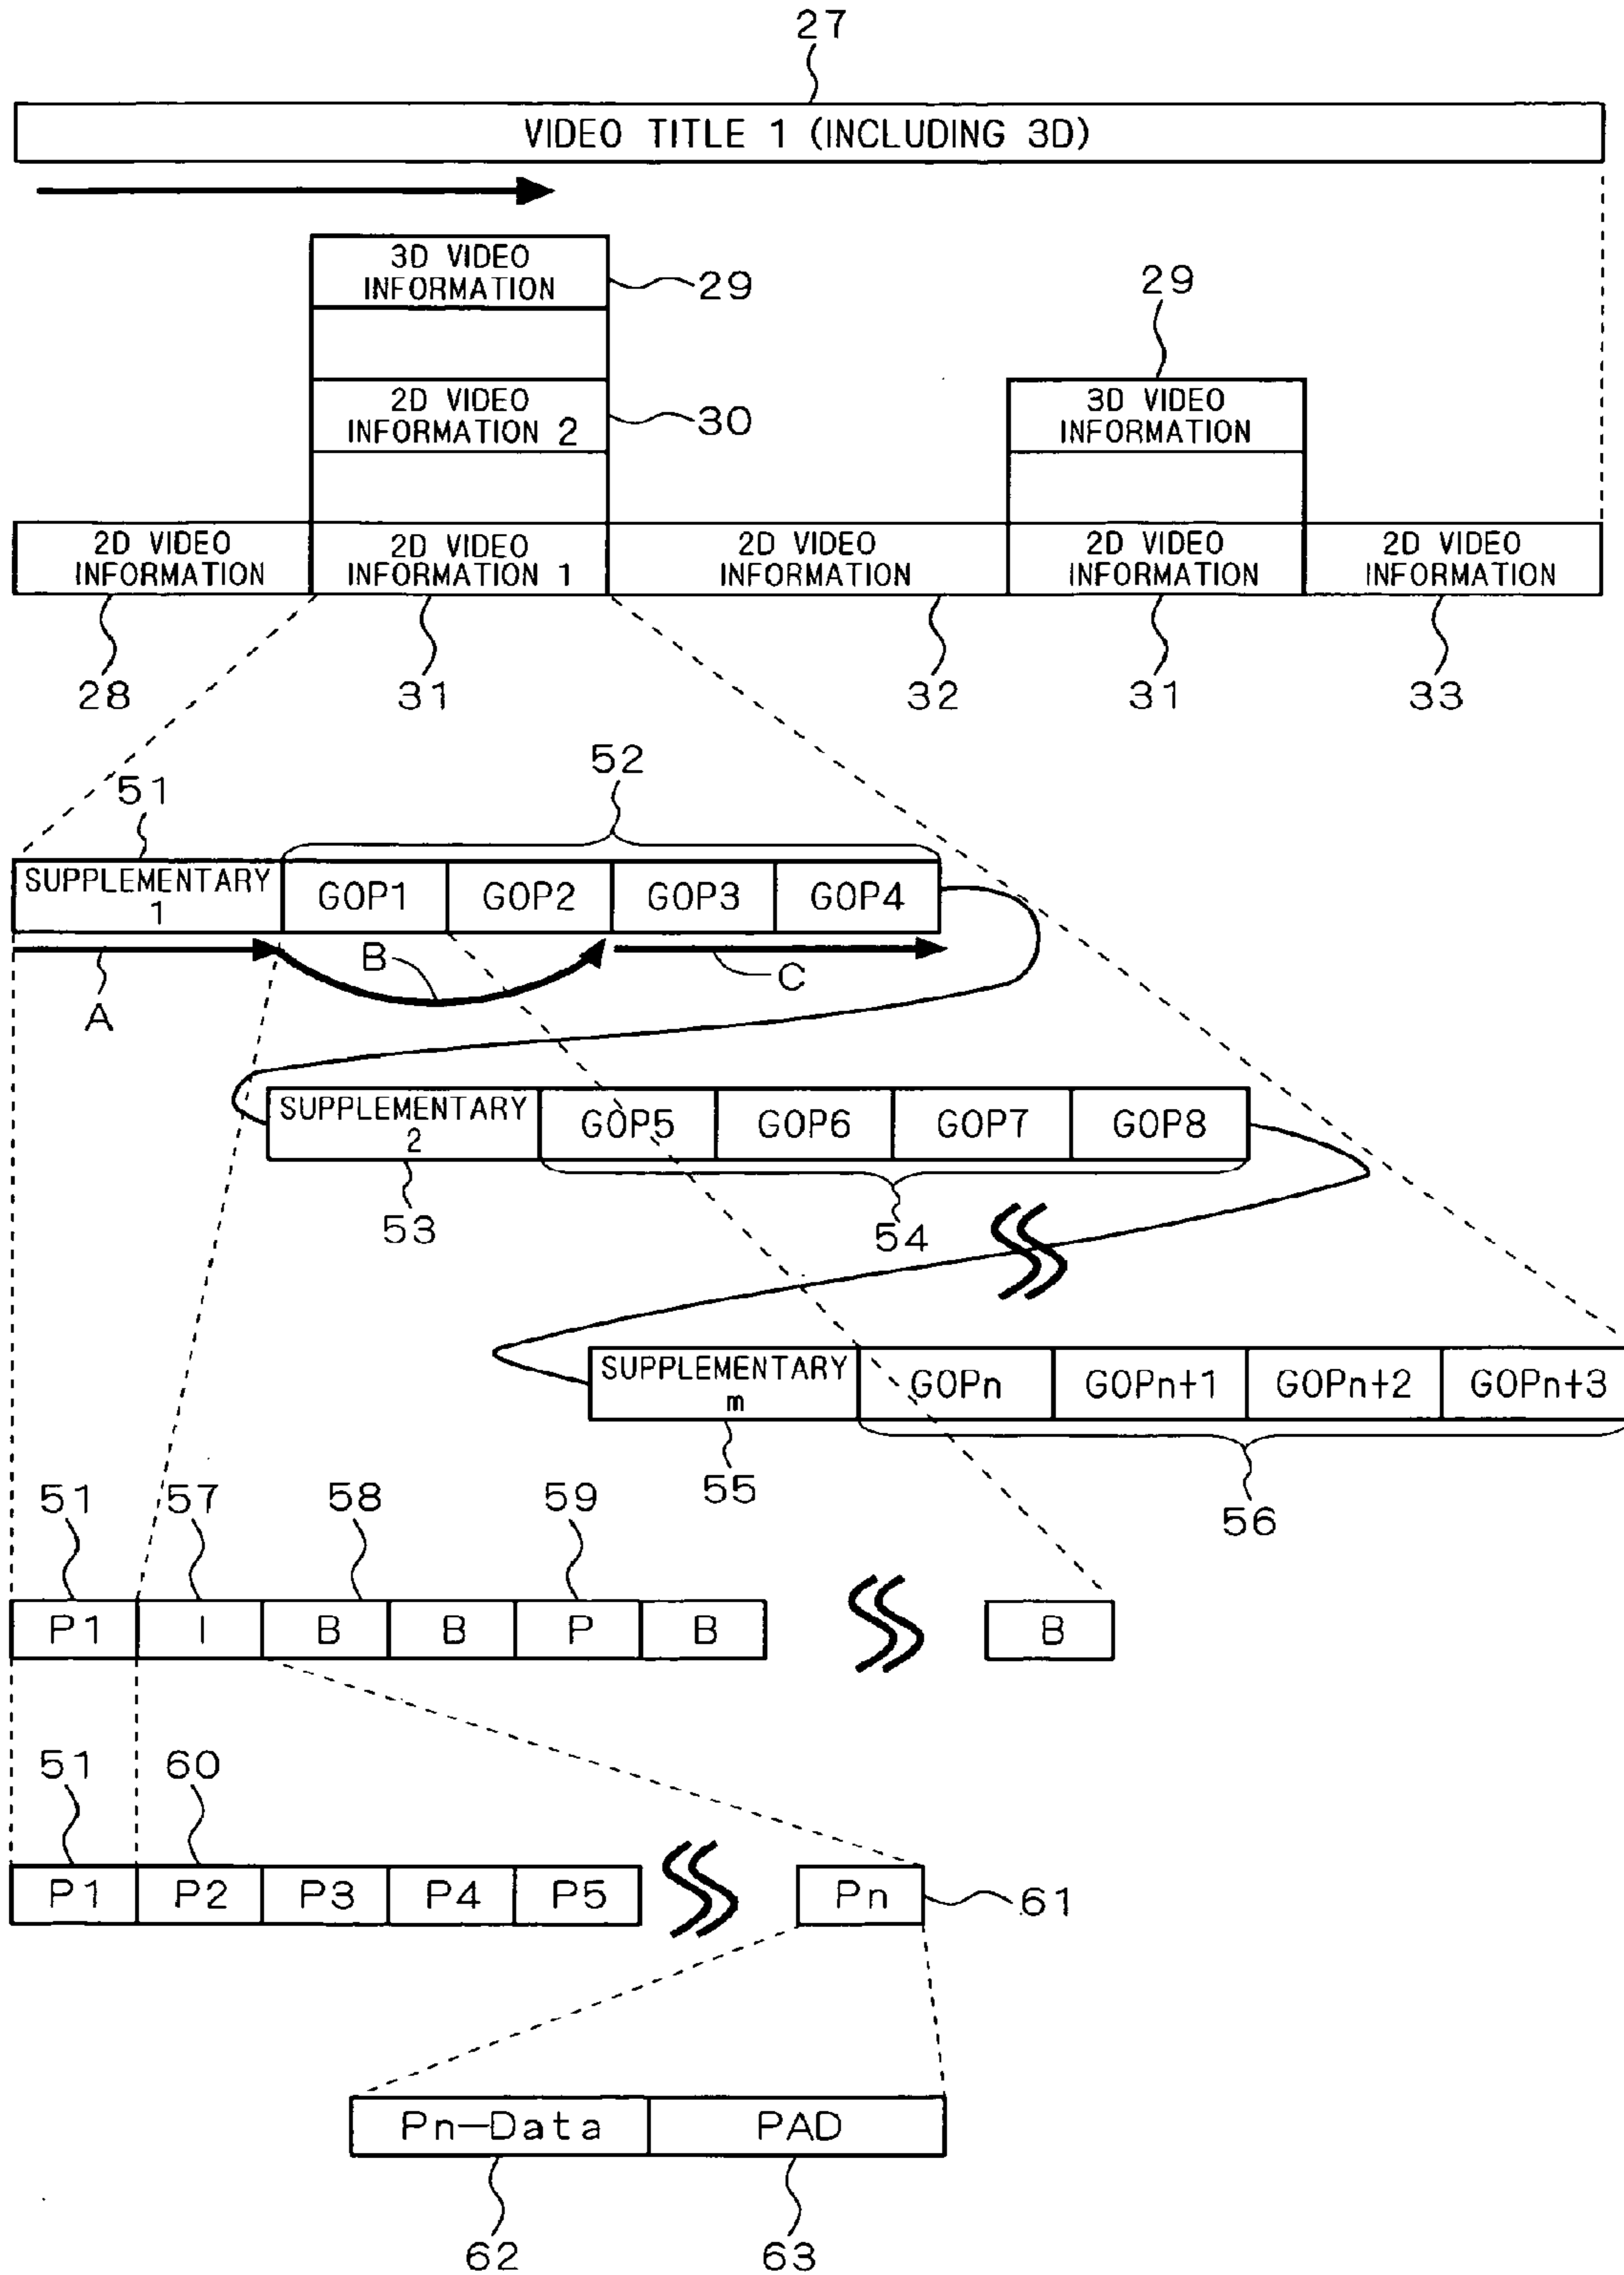 27
VIDEO TITLE 1 (INCLUDING 3D)
3D VIDEO
INFORMATION
29
29
2D VIDEO
INFORMATION 2
30
3D VIDEO
INFORMATION
2D VIDEO
INFORMATION
2D VIDEO
INFORMATION 1
2D VIDEO
INFORMATION
2D VIDEO
INFORMATION
2D VIDEO
INFORMATION
28
31
32
31
33
52
51
SUPPLEMENTARY
1
GOP1
GOP2
GOP3
GOP4
A
B
C
SUPPLEMENTARY
2
GOP5
GOP6
GOP7
GOP8
53
54
SUPPLEMENTARY
m
GOPn
GOPn+1
GOPn+2
GOPn+3
55
56
51
57
58
59
P1
I
B
B
P
B
B
51
60
P1
P2
P3
P4
P5
Pn
61
Pn-Data
PAD
62
63